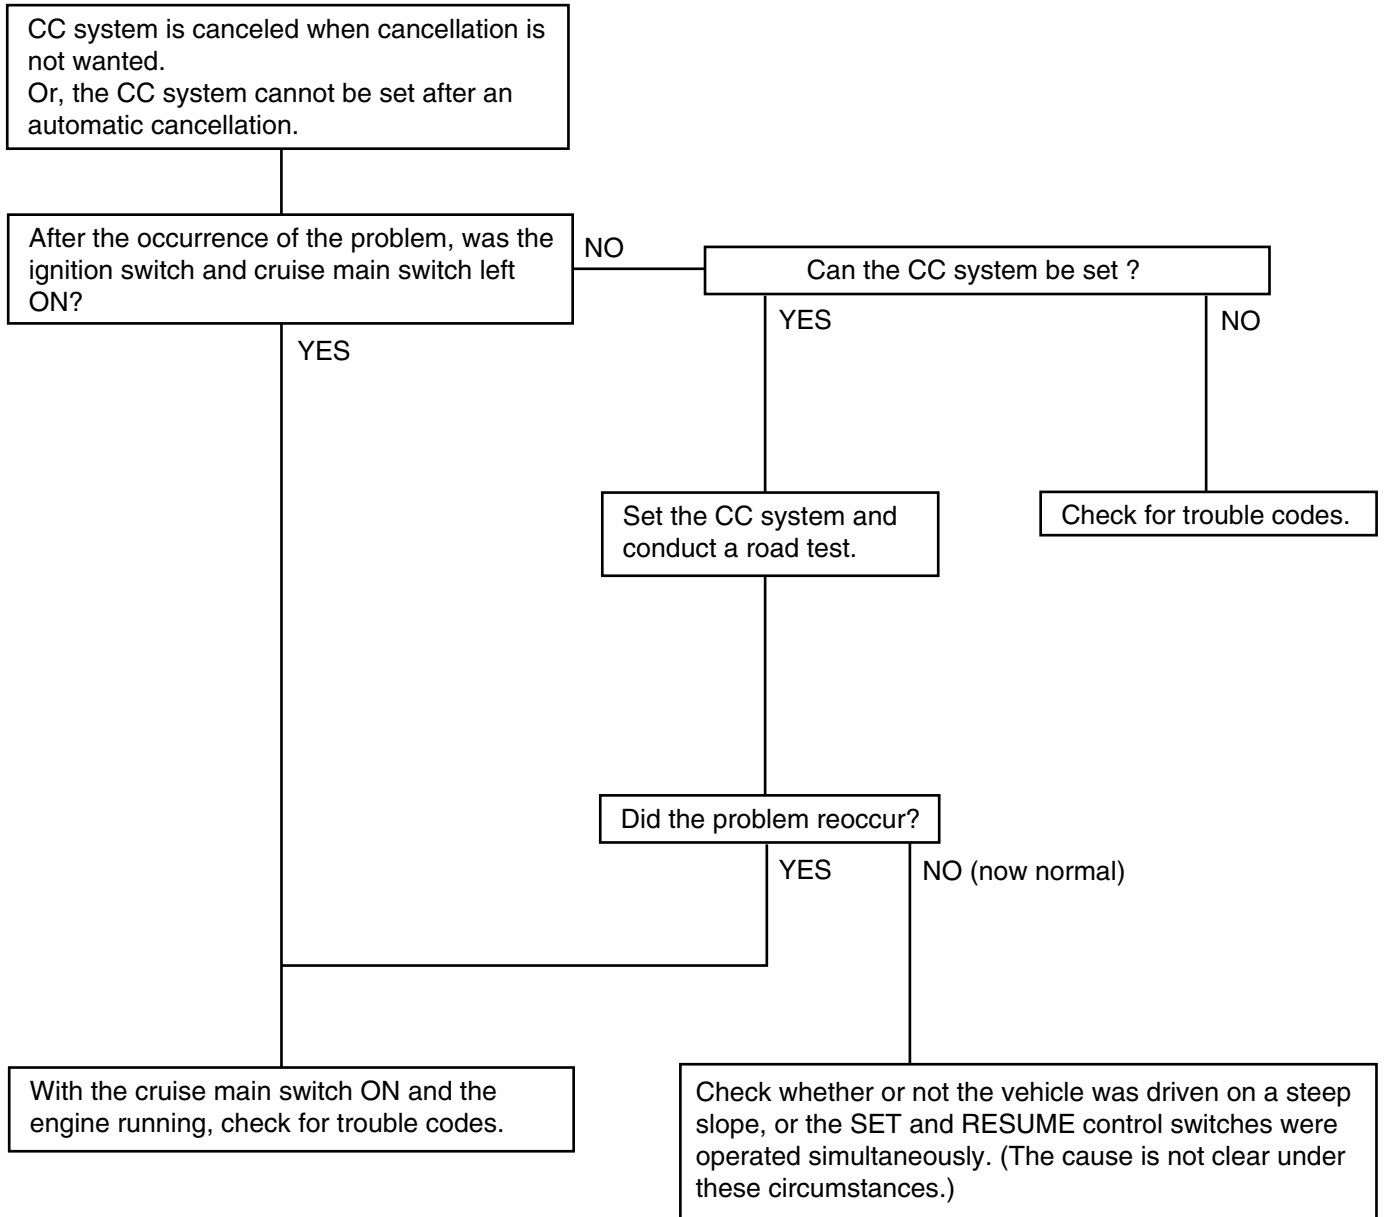 CC system is canceled when cancellation is
not wanted.
Or, the CC system cannot be set after an
automatic cancellation.
After the occurrence of the problem, was the
ignition switch and cruise main switch left
ON?
NO
Can the CC system be set ?
YES
YES
NO
Set the CC system and
conduct a road test.
Check for trouble codes.
Did the problem reoccur?
YES
NO (now normal)
With the cruise main switch ON and the
engine running, check for trouble codes.
Check whether or not the vehicle was driven on a steep
slope, or the SET and RESUME control switches were
operated simultaneously. (The cause is not clear under
these circumstances.)